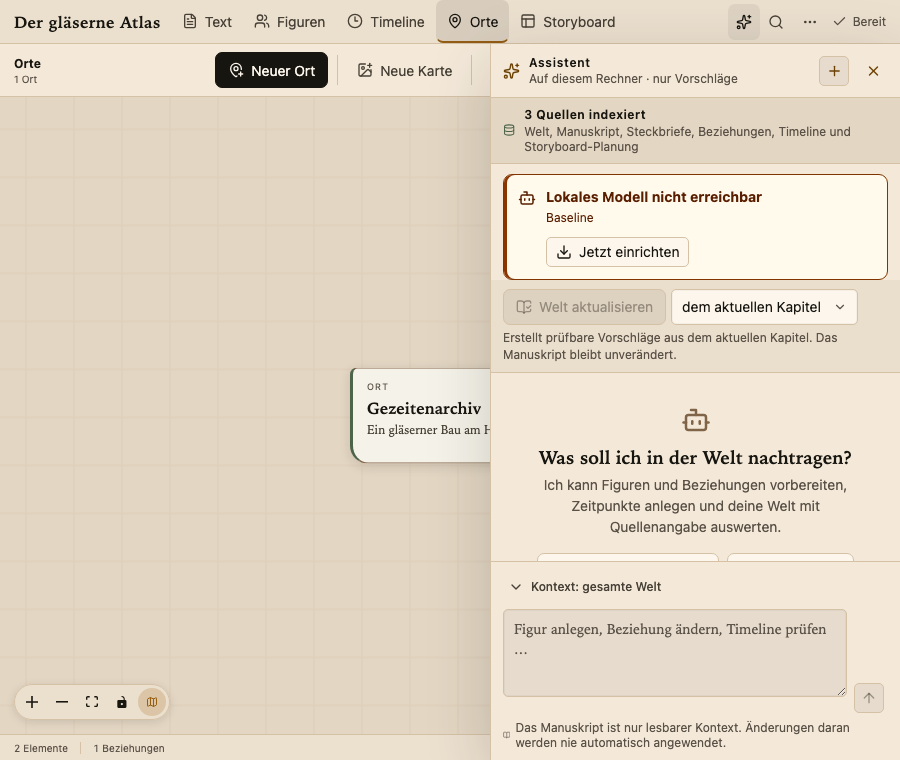 Der gläserne Atlas
Text
Figuren
Timeline
Orte
Storyboard
Bereit
Orte
1 Ort
Neuer Ort
Neue Karte
Assistent
Auf diesem Rechner · nur Vorschläge
3 Quellen indexiert
Welt, Manuskript, Steckbriefe, Beziehungen, Timeline und
Storyboard-Planung
Lokales Modell nicht erreichbar
Baseline
Jetzt einrichten
Welt aktualisieren
dem aktuellen Kapitel
Erstellt prüfbare Vorschläge aus dem aktuellen Kapitel. Das
Manuskript bleibt unverändert.
ORT
Gezeitenarchiv
Ein gläserner Bau am
Was soll ich in der Welt nachtragen?
Ich kann Figuren und Beziehungen vorbereiten,
Zeitpunkte anlegen und deine Welt mit
Quellenangabe auswerten.
Kontext: gesamte Welt
Figur anlegen, Beziehung ändern, Timeline prüfen
…
Das Manuskript ist nur lesbarer Kontext. Änderungen daran
werden nie automatisch angewendet.
2 Elemente
1 Beziehungen